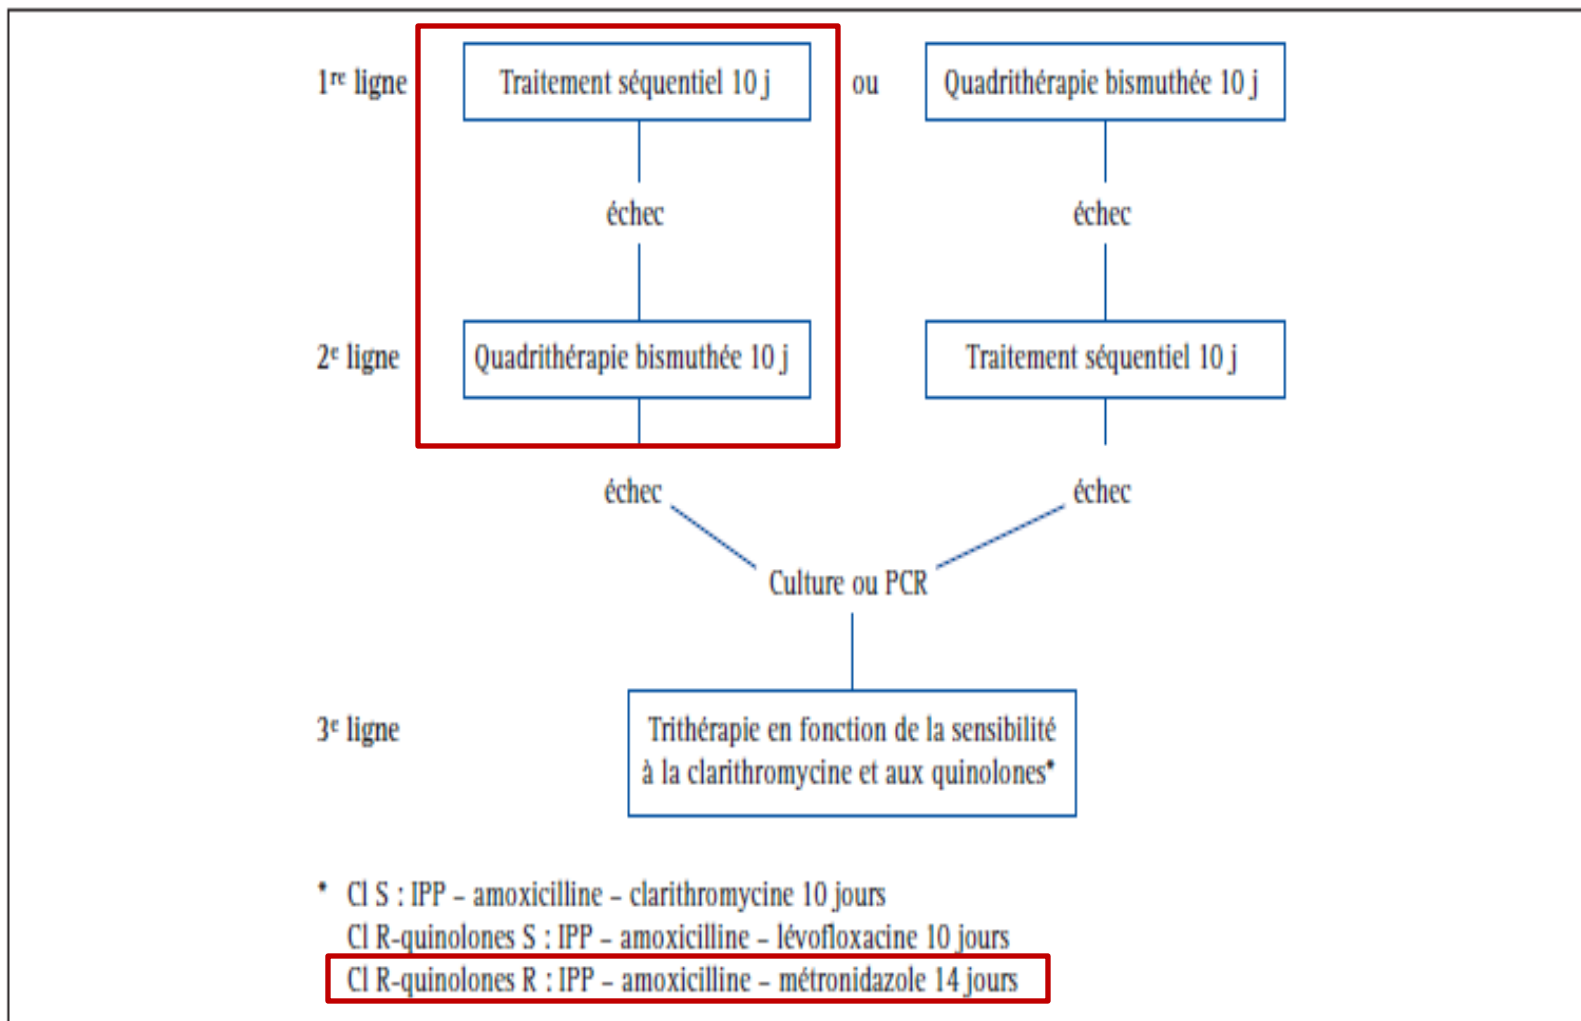 1re ligne Traitement séquentiel 10 j ou Quadrithérapie bismuthée 10 j
échec échec
2e ligne Quadrithérapie bismuthée 10 j Traitement séquentiel 10 j
échec échec
Culture ou PCR
3e ligne Trithérapie en fonction de la sensibilité
à la clarithromycine et aux quinolones*
* Cl S : IPP – amoxicilline – clarithromycine 10 jours
Cl R-quinolones S : IPP – amoxicilline – lévofloxacine 10 jours
Cl R-quinolones R : IPP – amoxicilline – métronidazole 14 jours